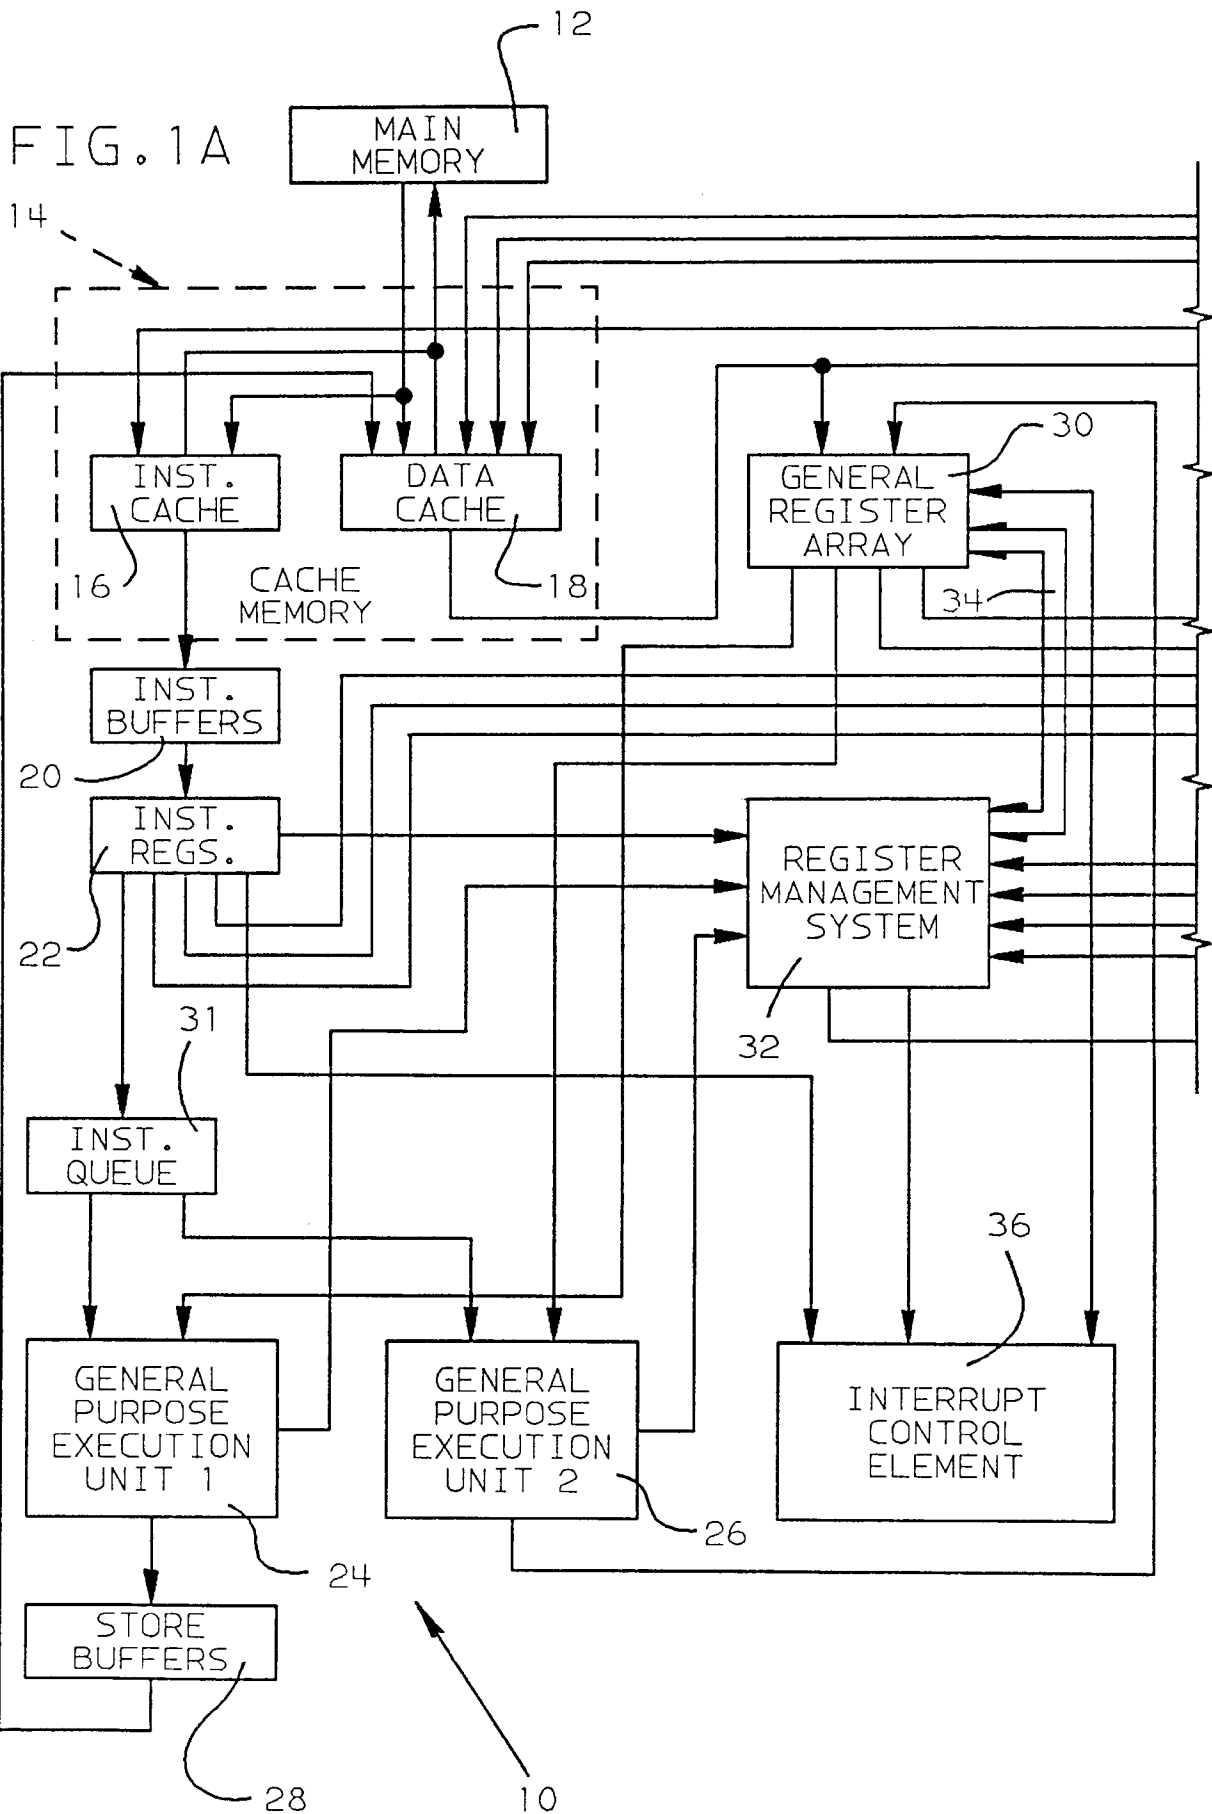 12
FIG.1A
MAIN
MEMORY
14
30
INST.
CACHE
DATA
CACHE
GENERAL
REGISTER
ARRAY
16
CACHE
MEMORY
18
34
INST.
BUFFERS
20
INST.
REGS.
REGISTER
MANAGEMENT
SYSTEM
22
31
32
INST.
QUEUE
36
GENERAL
PURPOSE
EXECUTION
UNIT 1
GENERAL
PURPOSE
EXECUTION
UNIT 2
INTERRUPT
CONTROL
ELEMENT
26
24
STORE
BUFFERS
28
10